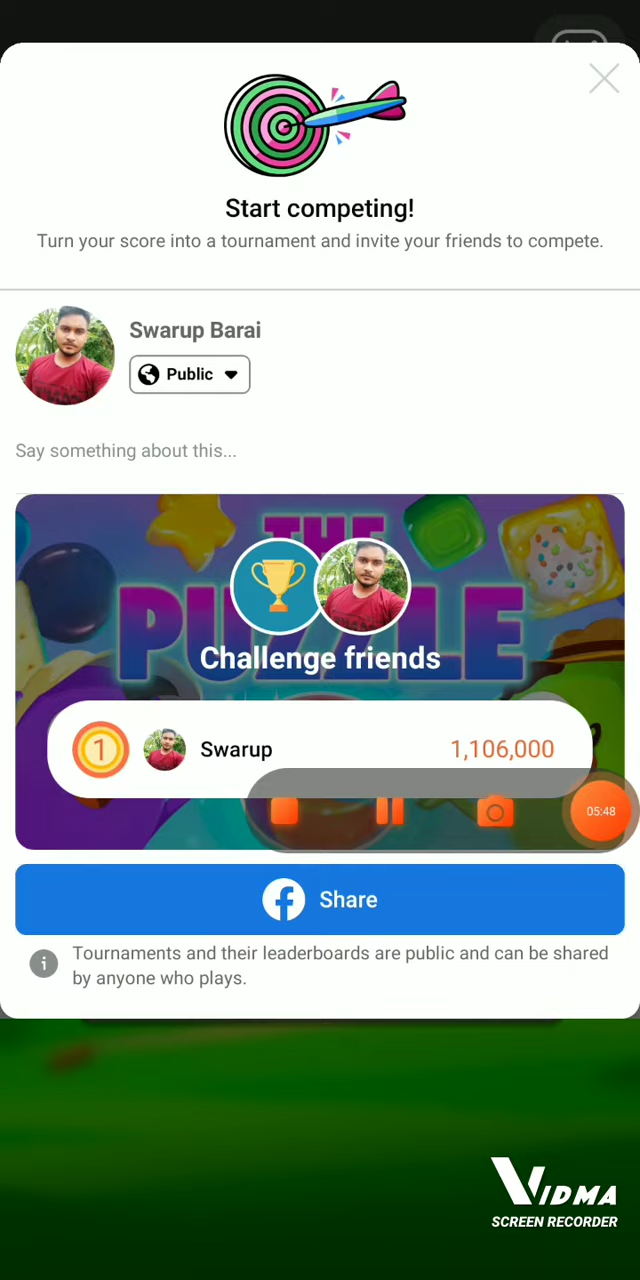 Start competing!
Turn your score into a tournament and invite your friends to compete.
Swarup Barai
Public
Say something about this...
THE
PUZZLE
Challenge friends
1
Swarup
1,106,000
05:48
Share
Tournaments and their leaderboards are public and can be shared
by anyone who plays.
VIDMA
SCREEN RECORDER